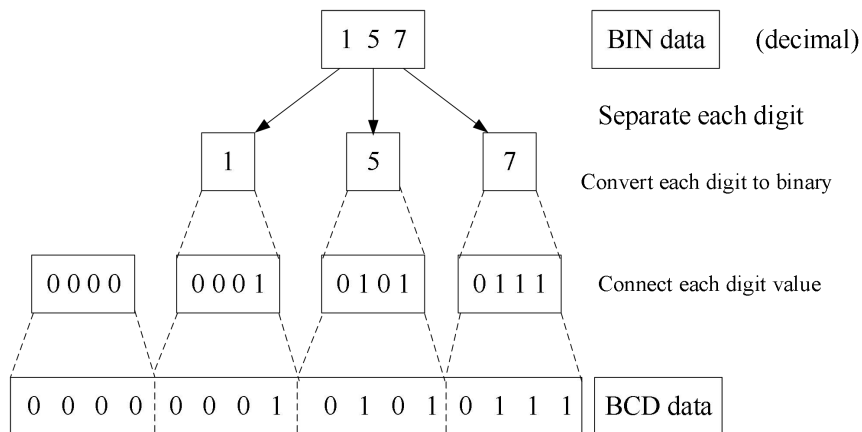 1 5 7 BIN data (decimal)
Separate each digit
1 5 7
Convert each digit to binary
0 0 0 0 0 0 0 1 0 1 0 1 0 1 1 1 Connect each digit value
0 0 0 0 0 0 0 1 0 1 0 1 0 1 1 1 BCD data